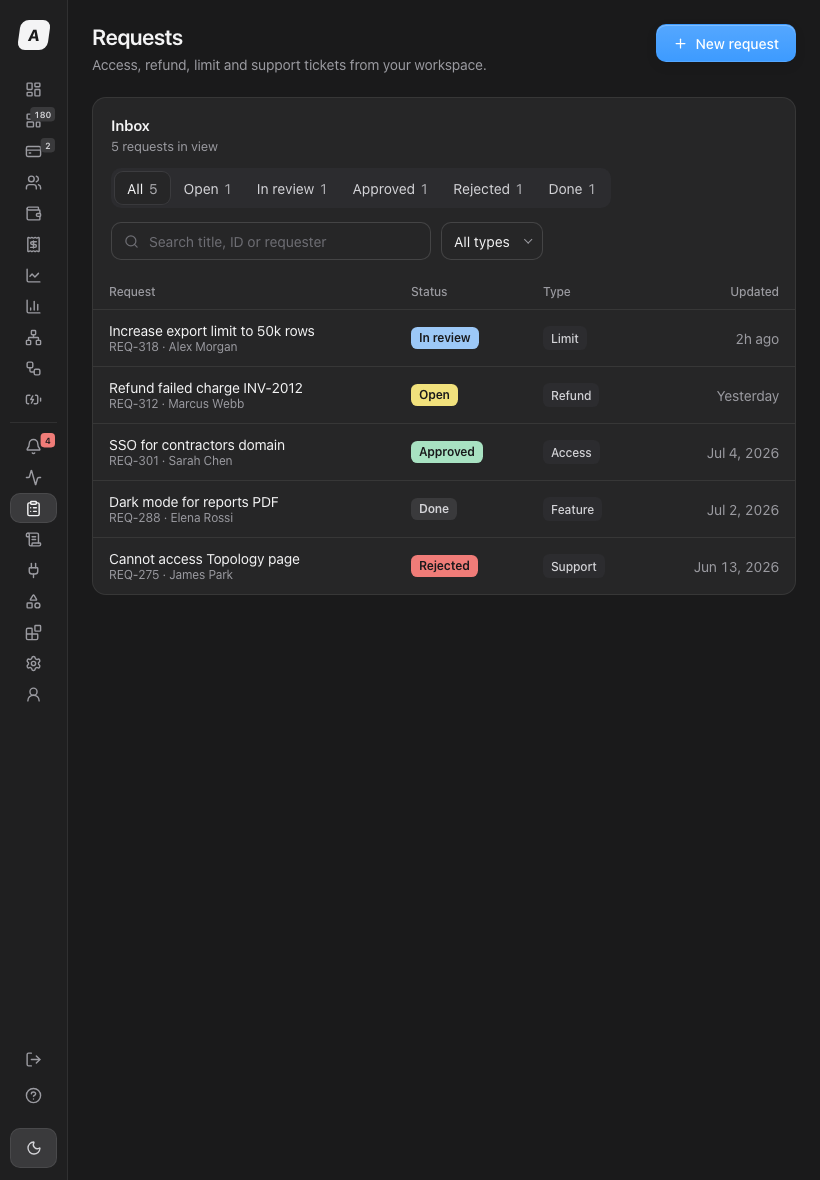 A
Requests
New request
Access, refund, limit and support tickets from your workspace.
180
2
4
Inbox
5 requests in view
All 5 Open 1 In review 1 Approved 1 Rejected 1 Done 1
Search title, ID or requester All types
Request Status Type Updated
Increase export limit to 50k rows
REQ-318 · Alex Morgan
In review Limit 2h ago
Refund failed charge INV-2012
REQ-312 · Marcus Webb
Open Refund Yesterday
SSO for contractors domain
REQ-301 · Sarah Chen
Approved Access Jul 4, 2026
Dark mode for reports PDF
REQ-288 · Elena Rossi
Done Feature Jul 2, 2026
Cannot access Topology page
REQ-275 · James Park
Rejected Support Jun 13, 2026